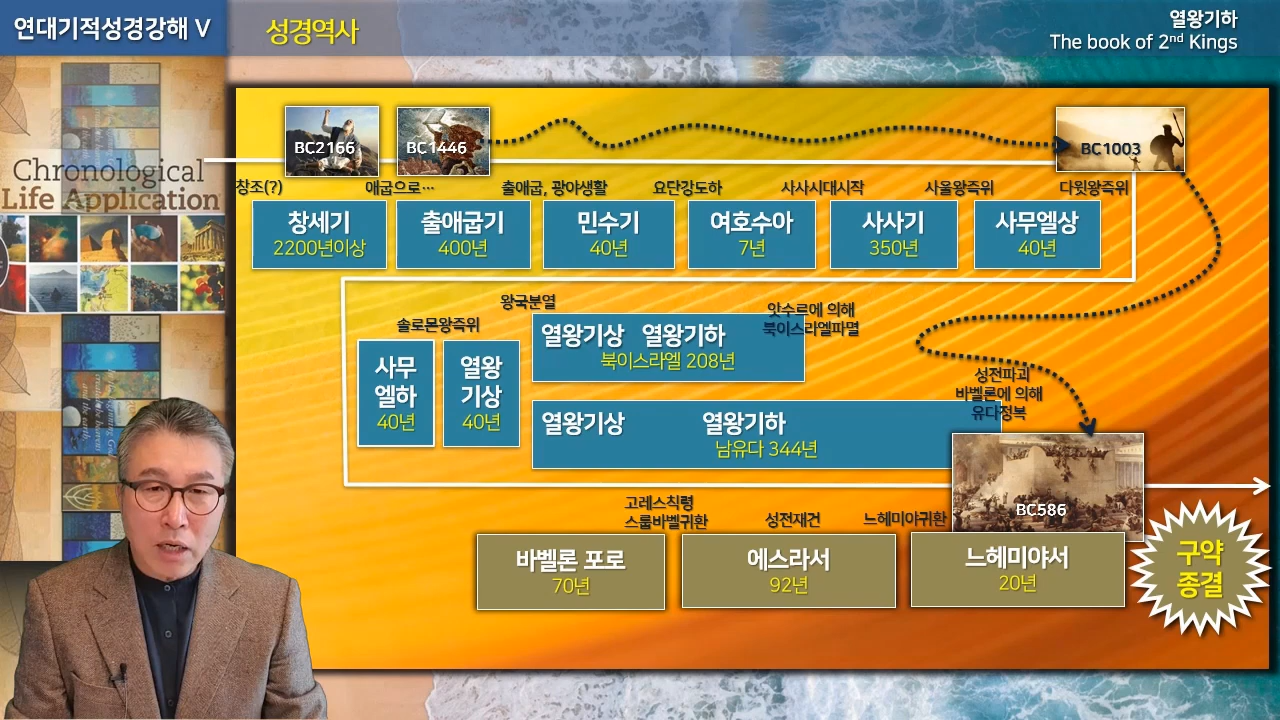 연대기적성경강해 V
성경역사
열왕기하
The book of 2nd Kings
Chronological
Life Application
BC2166
BC1446
BC1003
창조(?)
애굽으로…
출애굽, 광야생활
요단강도하
사사시대시작
사울왕즉위
다윗왕즉위
창세기
2200년이상
출애굽기
400년
민수기
40년
여호수아
7년
사사기
350년
사무엘상
40년
솔로몬왕즉위
왕국분열
앗수르에 의해
북이스라엘파멸
사무
엘하
40년
열왕
기상
40년
열왕기상 열왕기하
북이스라엘 208년
열왕기상 열왕기하
남유다 344년
성전파괴
바벨론에 의해
유다정복
BC586
고레스칙령
스룹바벨귀환
성전재건
느헤미야귀환
바벨론 포로
70년
에스라서
92년
느헤미야서
20년
구약
종결